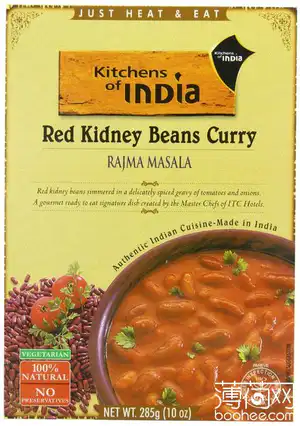 JUST HEAT & EAT
Kitchens
of INDIA
Kitchens
of INDIA
Red Kidney Beans Curry
RAJMA MASALA
Red kidney beans simmered in a delicately spiced gravy of tomatoes and onions.
A gourmet ready to eat signature dish created by the Master Chefs of ITC Hotels.
Authentic Indian Cuisine-Made in India
VEGETARIAN
100%
NATURAL
NO
PRESERVATIVES
NET WT. 285g (10 oz)
薄荷网
boohee.com